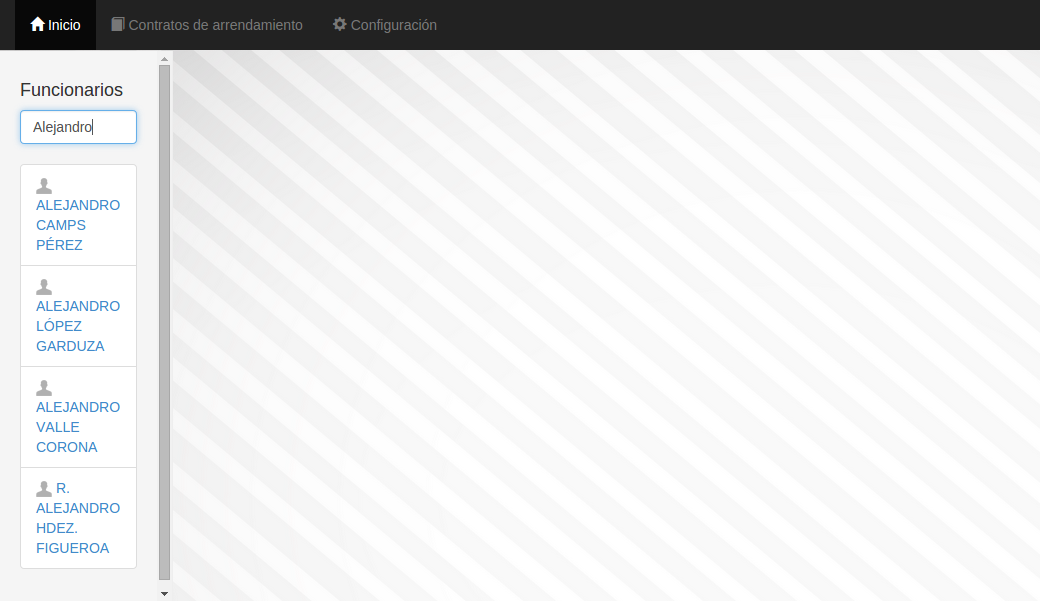 Inicio Contratos de arrendamiento Configuración
Funcionarios
Alejandro
ALEJANDRO
CAMPS
PÉREZ
ALEJANDRO
LÓPEZ
GARDUZA
ALEJANDRO
VALLE
CORONA
R.
ALEJANDRO
HDEZ.
FIGUEROA